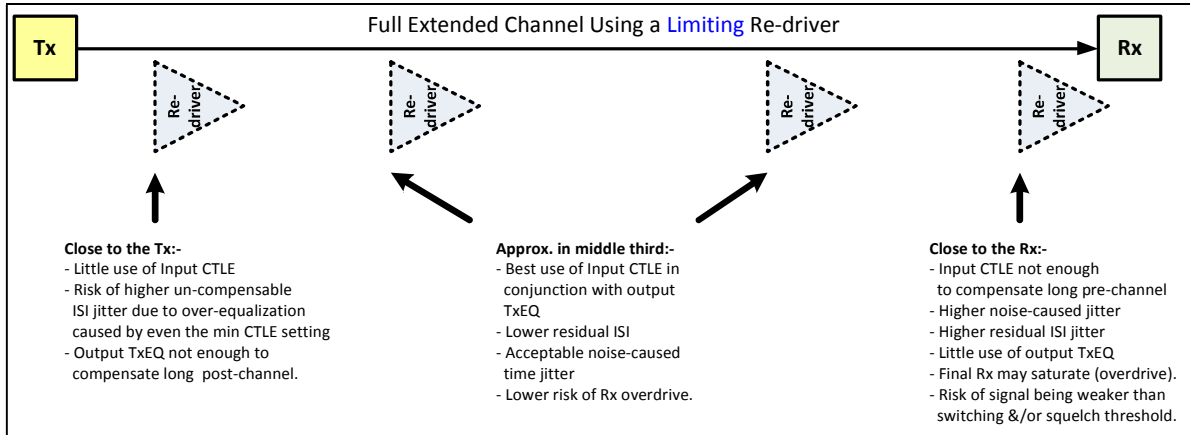 Full Extended Channel Using a Limiting Re-driver
Tx
Rx
Re-
driver
Re-
driver
Re-
driver
Re-
driver
Close to the Tx:-
- Little use of Input CTLE
- Risk of higher un-compensable
ISI jitter due to over-equalization
caused by even the min CTLE setting
- Output TxEQ not enough to
compensate long post-channel.
Approx. in middle third:-
- Best use of Input CTLE in
conjunction with output
TxEQ
- Lower residual ISI
- Acceptable noise-caused
time jitter
- Lower risk of Rx overdrive.
Close to the Rx:-
- Input CTLE not enough
to compensate long pre-channel
- Higher noise-caused jitter
- Higher residual ISI jitter
- Little use of output TxEQ
- Final Rx may saturate (overdrive).
- Risk of signal being weaker than
switching &/or squelch threshold.